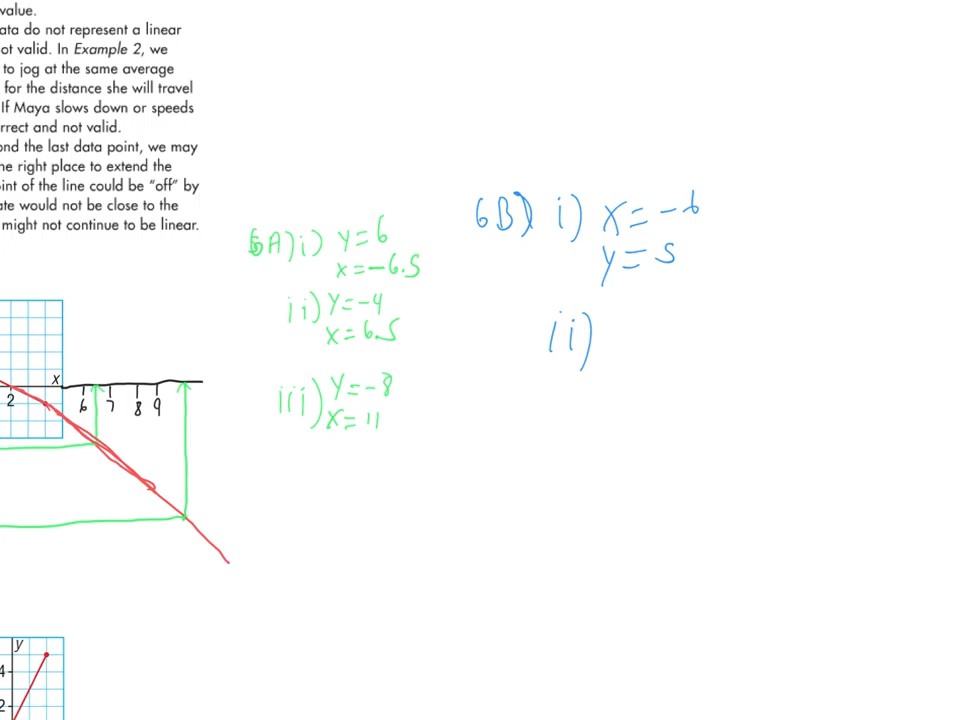 value.
ata do not represent a linear
ot valid. In Example 2, we
to jog at the same average
for the distance she will travel
If Maya slows down or speeds
rrect and not valid.
ond the last data point, we may
ne right place to extend the
oint of the line could be “off” by
ate would not be close to the
might not continue to be linear.
6A) i) y = 6
x = -6.5
ii) y = -4
x = 6.5
iii) y = -8
x = 11
6B) i) x = -6
y = 5
ii)
x
2
6 7 8 9
y
4
2